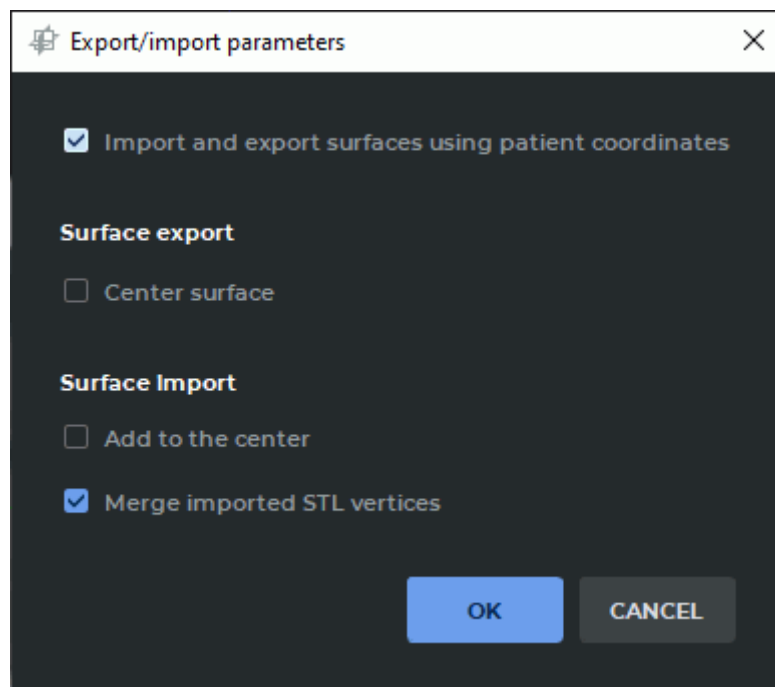 Export/import parameters
Import and export surfaces using patient coordinates
Surface export
Center surface
Surface Import
Add to the center
Merge imported STL vertices
OK CANCEL